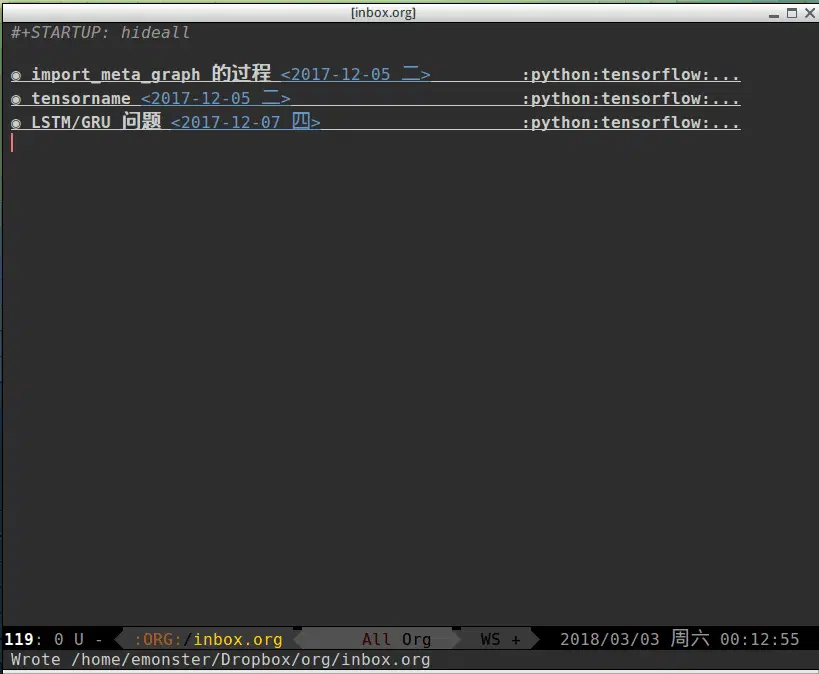 [inbox.org]
#+STARTUP: hideall
◉ import_meta_graph 的过程 <2017-12-05 二> :python:tensorflow:...
◉ tensorname <2017-12-05 二> :python:tensorflow:...
◉ LSTM/GRU 问题 <2017-12-07 四> :python:tensorflow:...
119: 0 U - :ORG:/inbox.org All Org WS + 2018/03/03 周六 00:12:55
Wrote /home/emonster/Dropbox/org/inbox.org